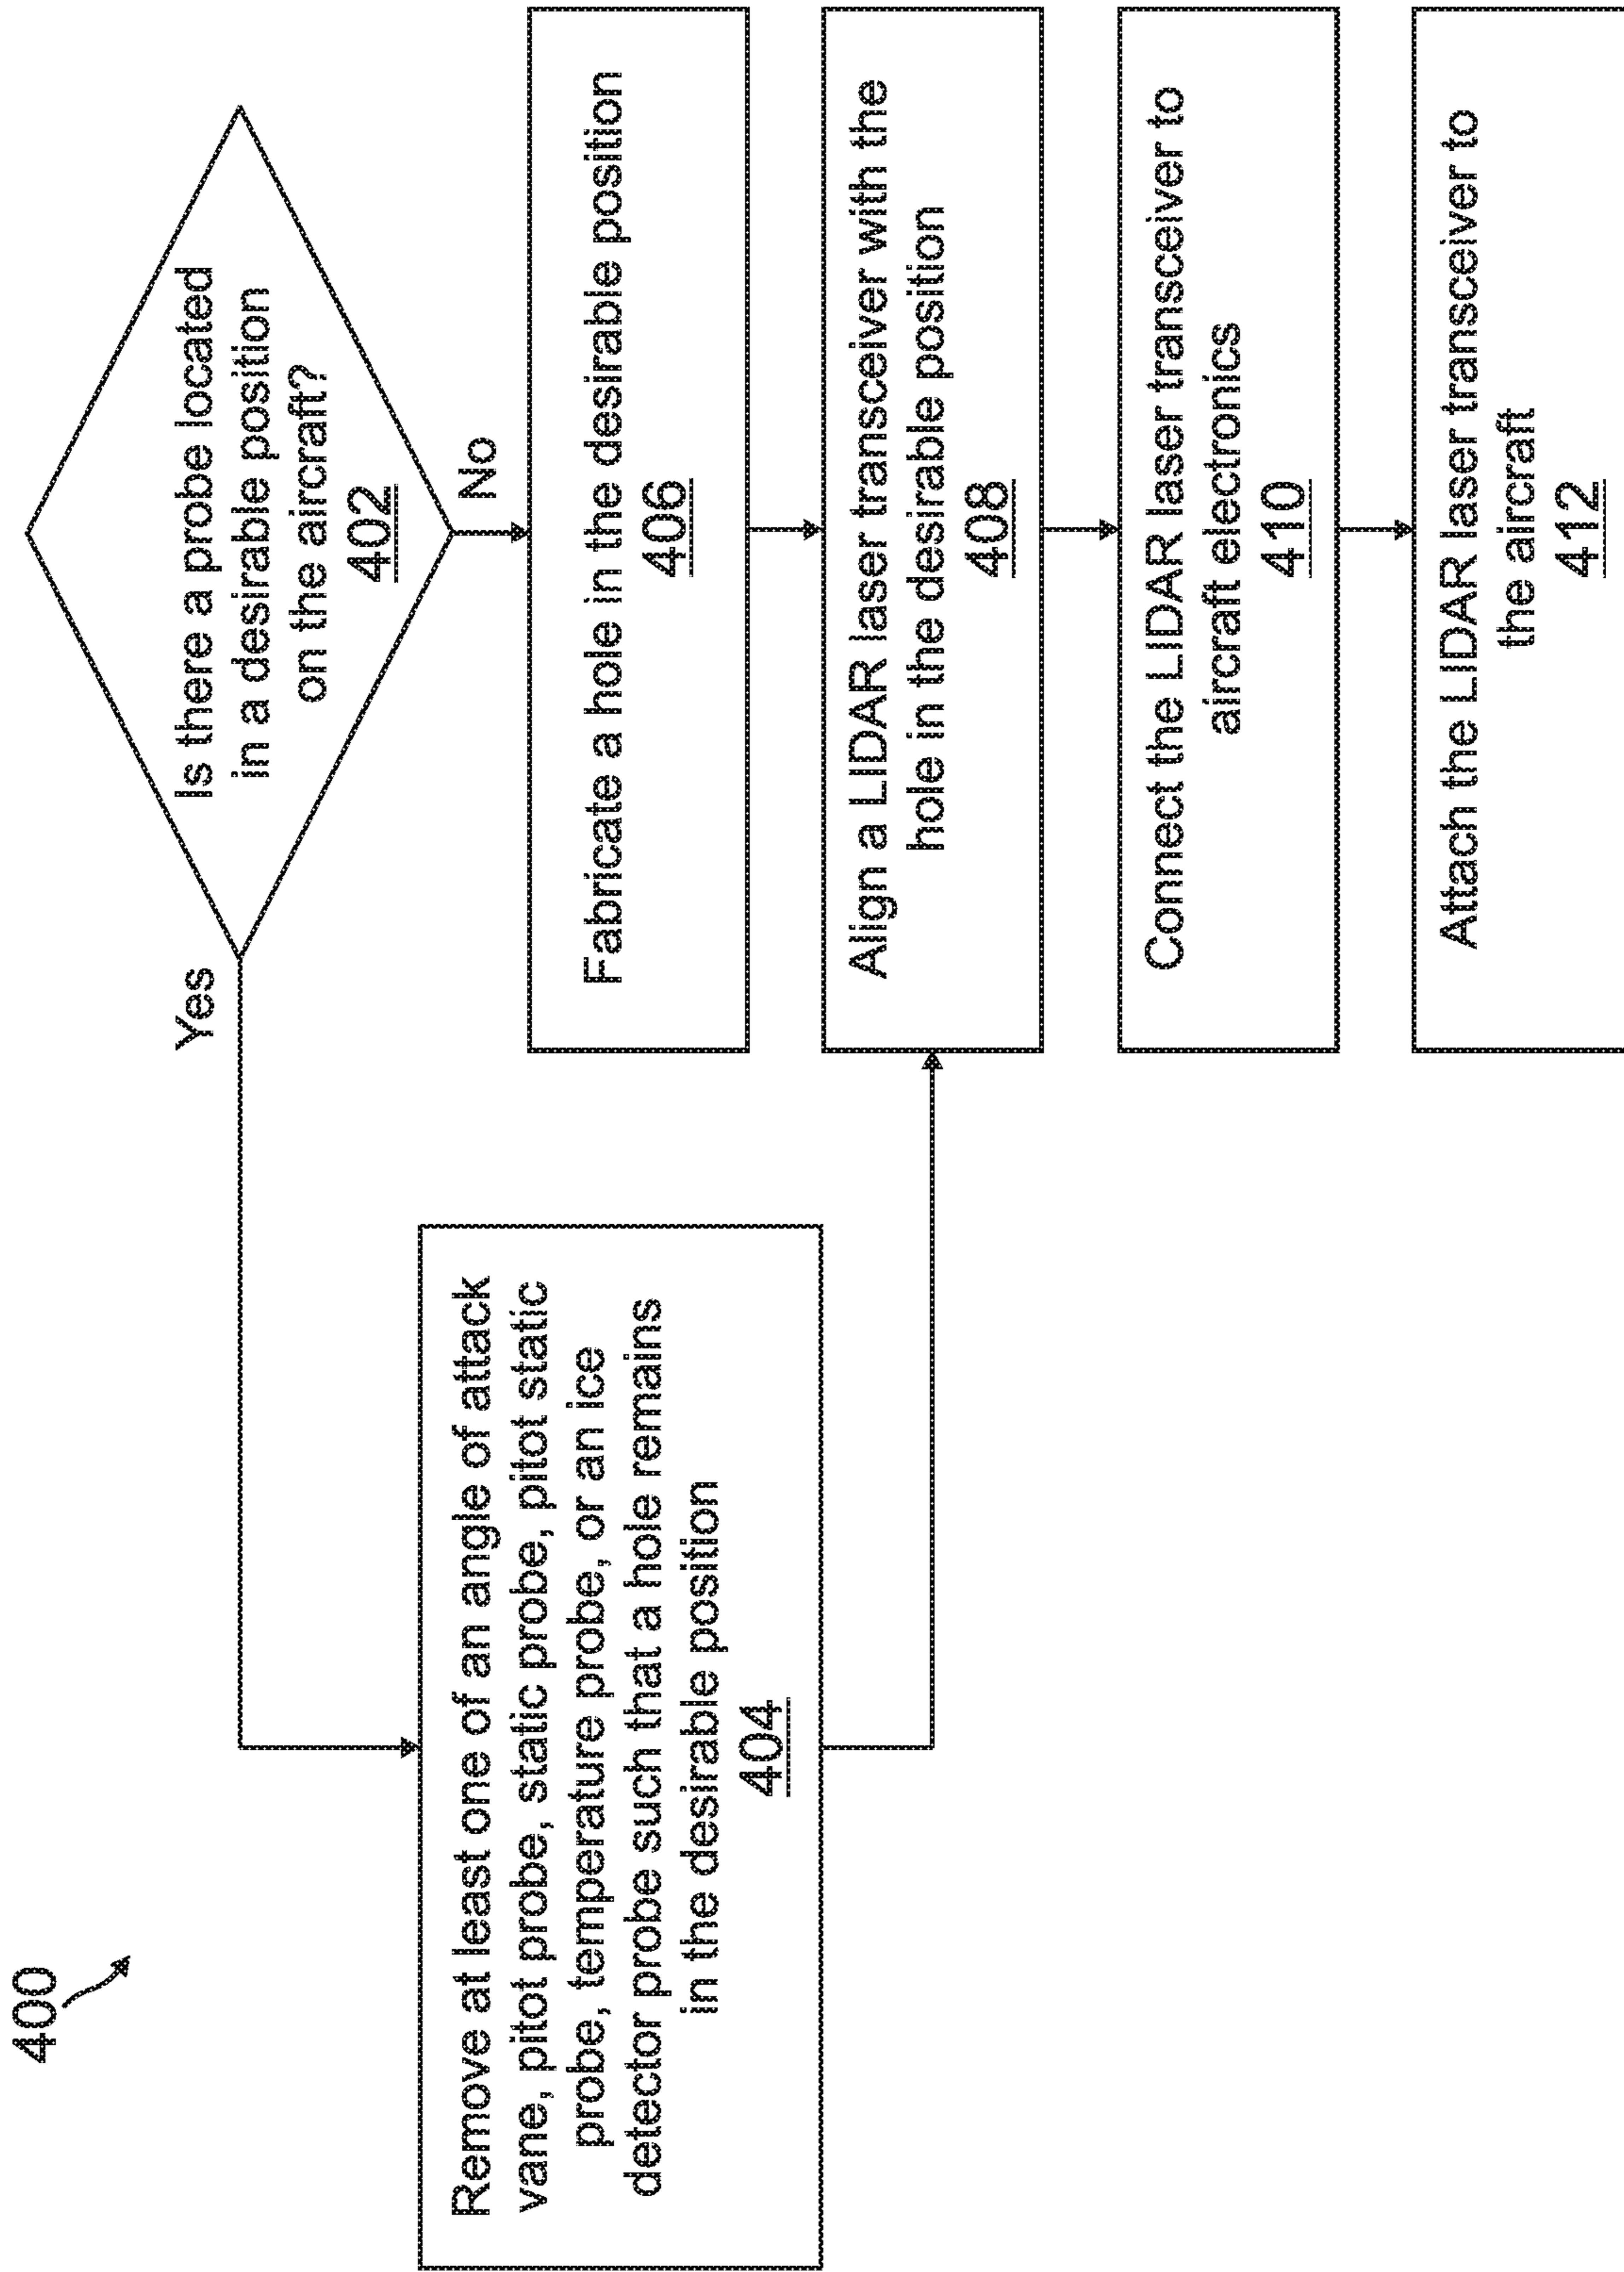 400
Is there a probe located
in a desirable position
on the aircraft?
402
Yes
No
Remove at least one of an angle of attack
vane, pitot probe, static probe, pitot static
probe, temperature probe, or an ice
detector probe such that a hole remains
in the desirable position
404
Fabricate a hole in the desirable position
406
Align a LIDAR laser transceiver with the
hole in the desirable position
408
Connect the LIDAR laser transceiver to
aircraft electronics
410
Attach the LIDAR laser transceiver to
the aircraft
412